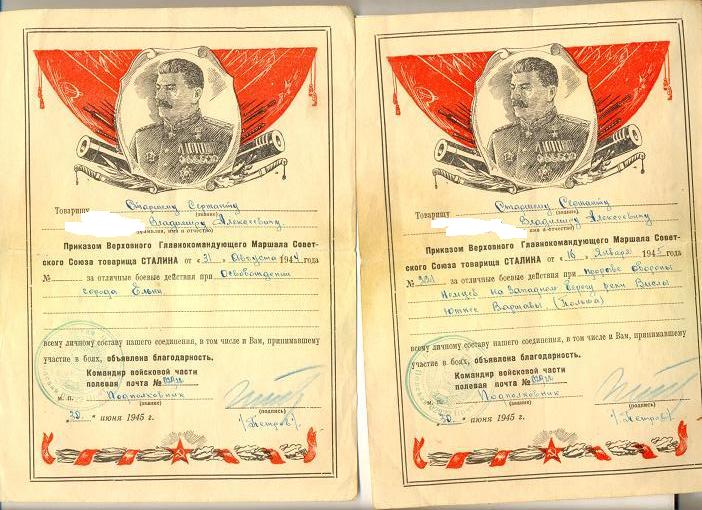 Товарищу Старшему Сержанту
(звание)
Владимиру Алексеевичу
(фамилия, имя и отчество)
Приказом Верховного Главнокомандующего Маршала Совет-
ского Союза товарища СТАЛИНА от „31 Августа 1944 года
№ за отличные боевые действия при Освобождении
города Ельни
всему личному составу нашего соединения, в том числе и Вам, принимавшему
участие в боях, объявлена благодарность.
Командир войсковой части
полевая почта №
м. п. Подполковник
(звание)
(подпись)
„30" июня 1945 г. /Петров/
Товарищу Старшему Сержанту
(звание)
Владимиру Алексеевичу
(фамилия, имя и отчество)
Приказом Верховного Главнокомандующего Маршала Совет-
ского Союза товарища СТАЛИНА от „16 Января 1945 года
№ за отличные боевые действия при Прорыве Обороны
Немцев на Западном берегу реки Вислы
Южнее Варшавы (Польша)
всему личному составу нашего соединения, в том числе и Вам, принимавшему
участие в боях, объявлена благодарность.
Командир войсковой части
полевая почта №
м. п. Подполковник
(звание)
(подпись)
„30" июня 1945 г. /Петров/